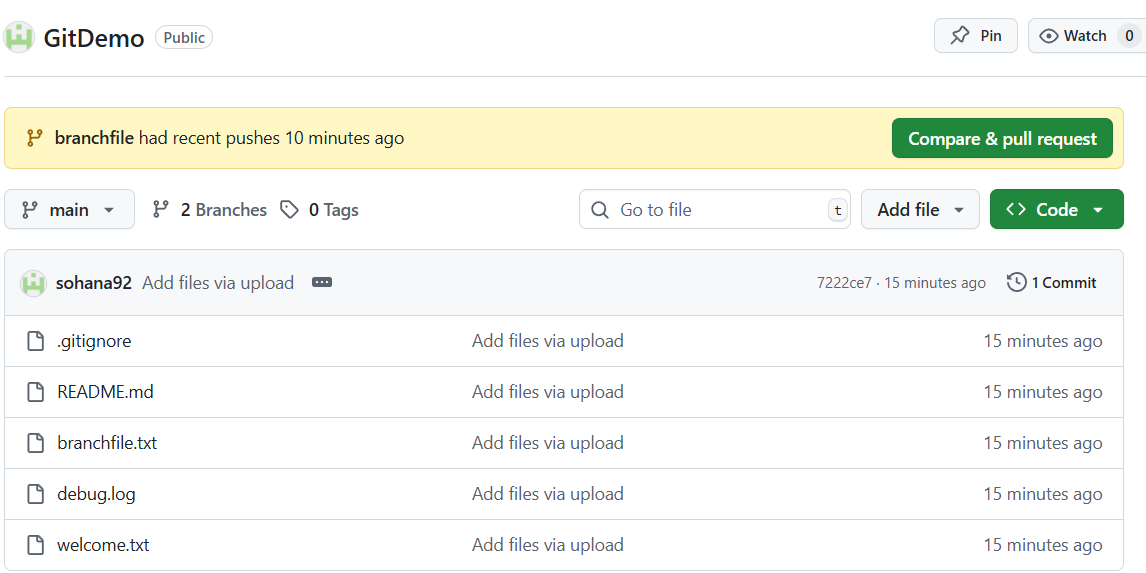 GitDemo Public Pin Watch 0
branchfile had recent pushes 10 minutes ago Compare & pull request
main 2 Branches 0 Tags Go to file t Add file Code
sohana92 Add files via upload 7222ce7 · 15 minutes ago 1 Commit
.gitignore Add files via upload 15 minutes ago
README.md Add files via upload 15 minutes ago
branchfile.txt Add files via upload 15 minutes ago
debug.log Add files via upload 15 minutes ago
welcome.txt Add files via upload 15 minutes ago